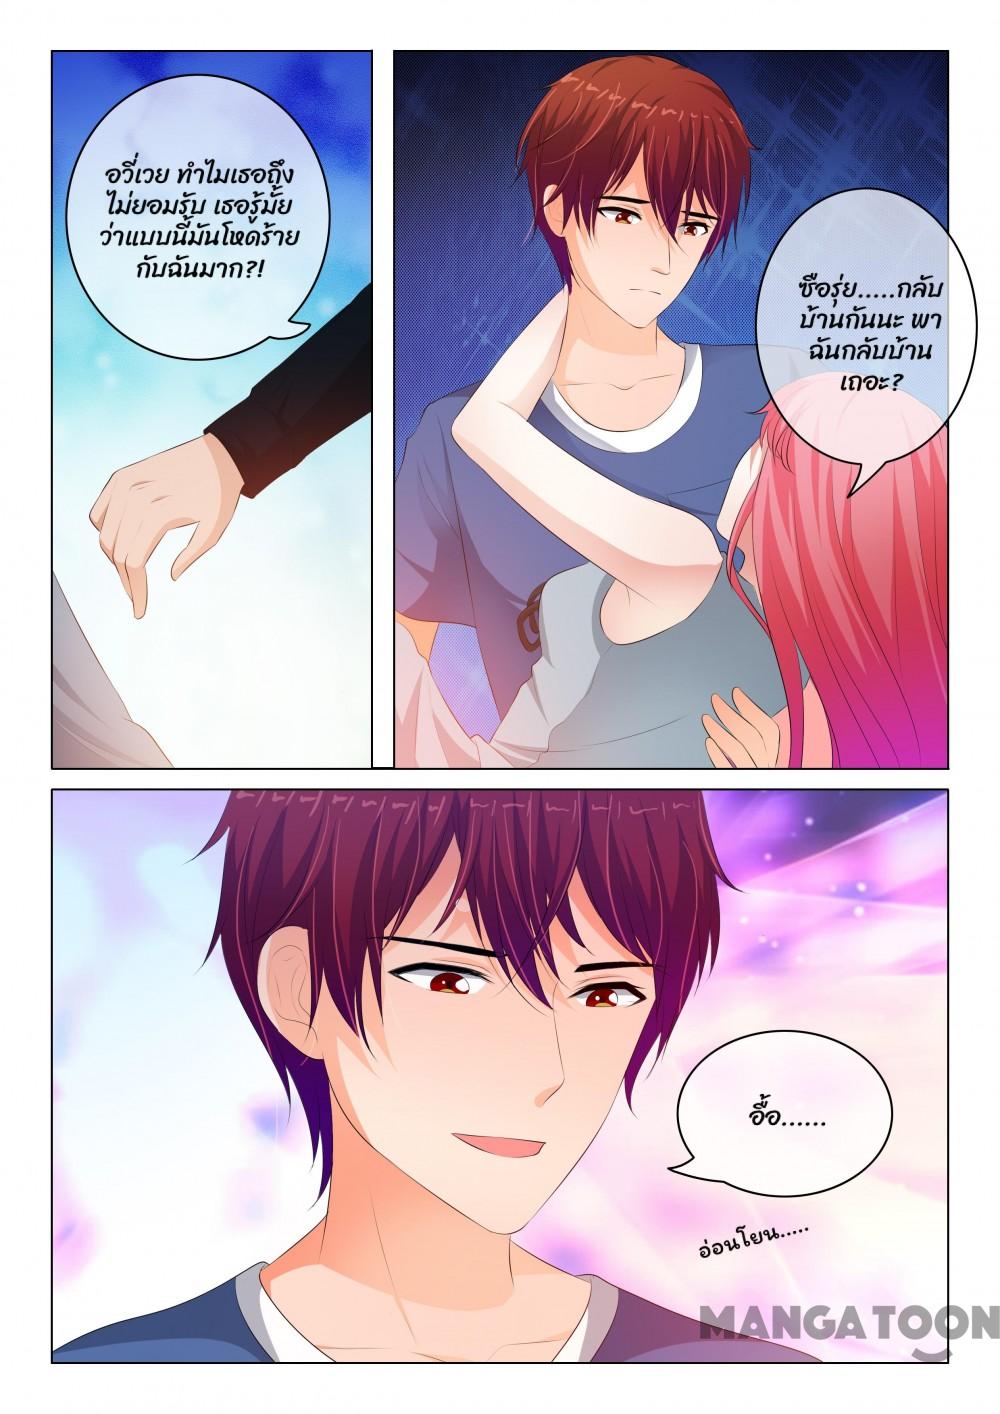 อวี่เวย ทำไมเธอถึง
ไม่ยอมรับ เธอรู้มั้ย
ว่าแบบนี้มันโหดร้าย
กับฉันมาก?!
ซือรุ่ย.....กลับ
บ้านกันนะ พา
ฉันกลับบ้าน
เถอะ?
อื้อ......
อ่อนโยน.....
MANGATOON